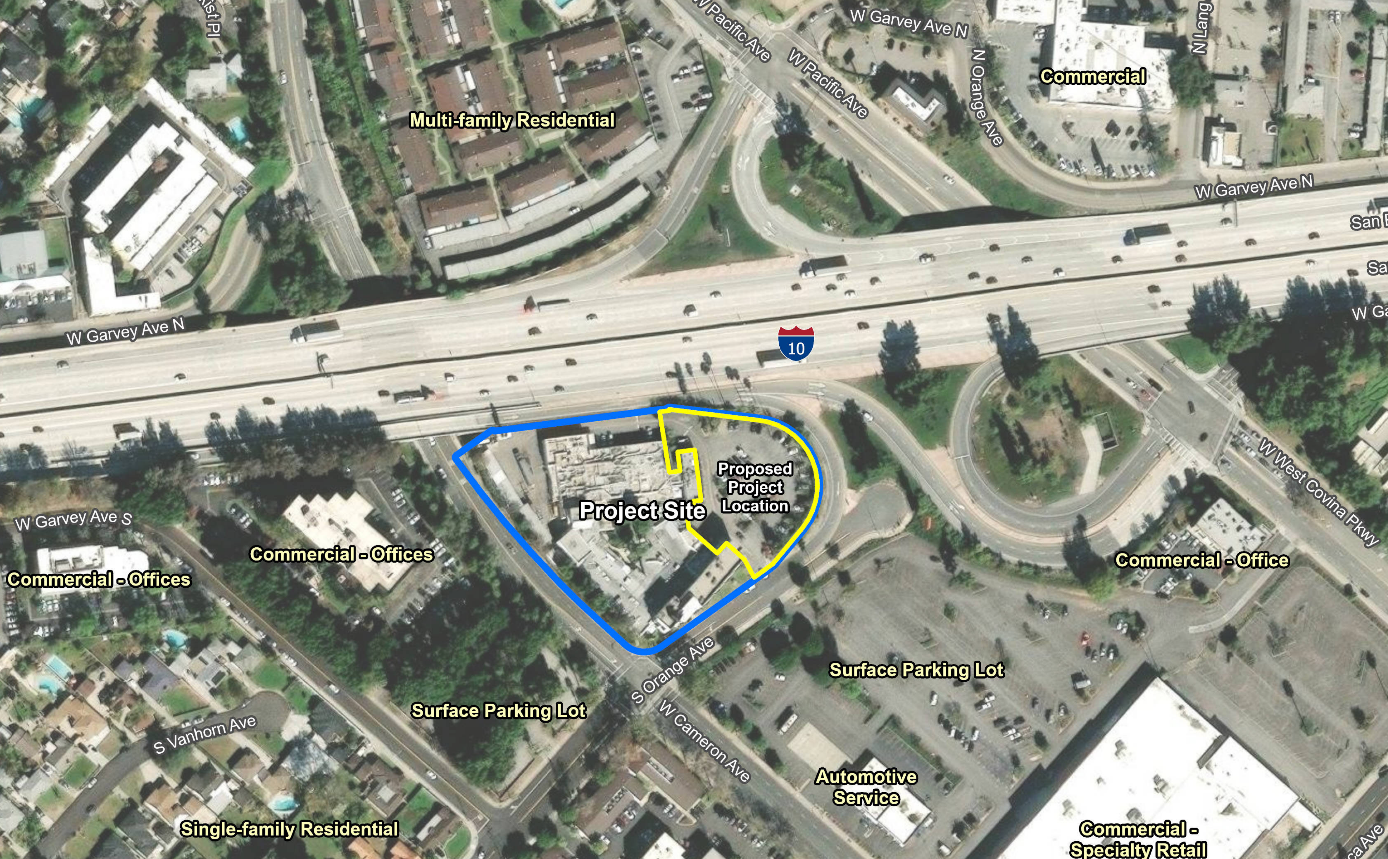 W Pacific Ave
W Garvey Ave N
N Orange Ave
W Pacific Ave
Commercial
Multi-family Residential
W Garvey Ave N
W Garvey Ave N
10
Proposed
Project
Location
Project Site
W West Covina Pkwy
W Garvey Ave S
Commercial - Offices
Commercial - Offices
Commercial - Office
S Orange Ave
Surface Parking Lot
Surface Parking Lot
S Vanhorn Ave
W Cameron Ave
Automotive
Service
Single-family Residential
Commercial -
Specialty Retail